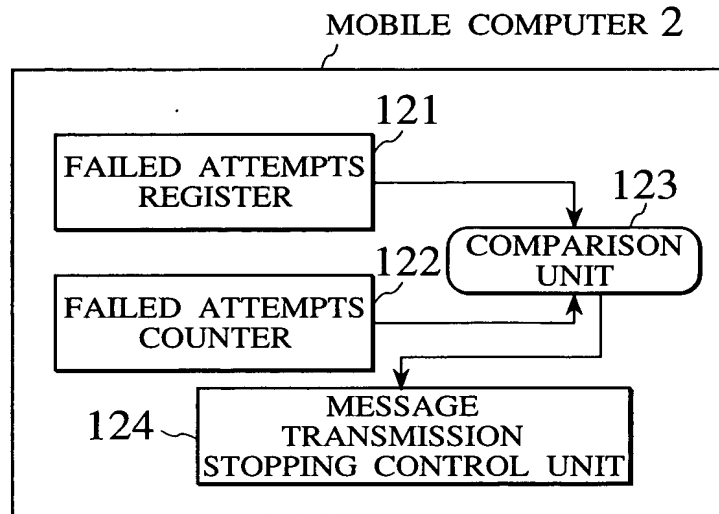 MOBILE COMPUTER 2
121
FAILED ATTEMPTS
REGISTER
123
COMPARISON
UNIT
122
FAILED ATTEMPTS
COUNTER
124
MESSAGE
TRANSMISSION
STOPPING CONTROL UNIT